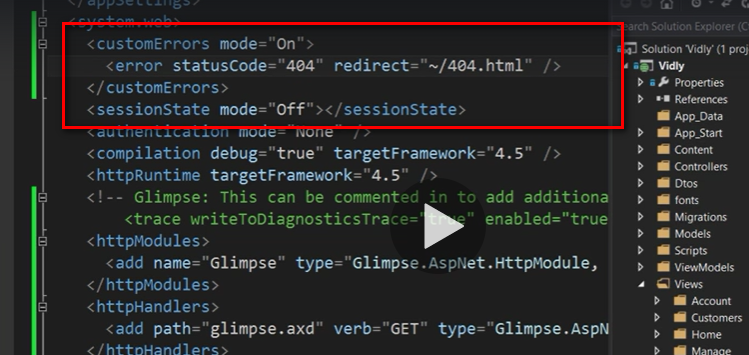 </appSettings>
<system.web>
<customErrors mode="On">
<error statusCode="404" redirect="~/404.html" />
</customErrors>
<sessionState mode="Off"></sessionState>
<authentication mode="None" />
<compilation debug="true" targetFramework="4.5" />
<httpRuntime targetFramework="4.5" />
<!-- Glimpse: This can be commented in to add additiona
<trace writeToDiagnosticsTrace="true" enabled="true
<httpModules>
<add name="Glimpse" type="Glimpse.AspNet.HttpModule,
</httpModules>
<httpHandlers>
<add path="glimpse.axd" verb="GET" type="Glimpse.AspN
</httpHandlers>
Search Solution Explorer (Ct
Solution 'Vidly' (1 proj
Vidly
Properties
References
App_Data
App_Start
Content
Controllers
Dtos
fonts
Migrations
Models
Scripts
ViewModels
Views
Account
Customers
Home
Manage